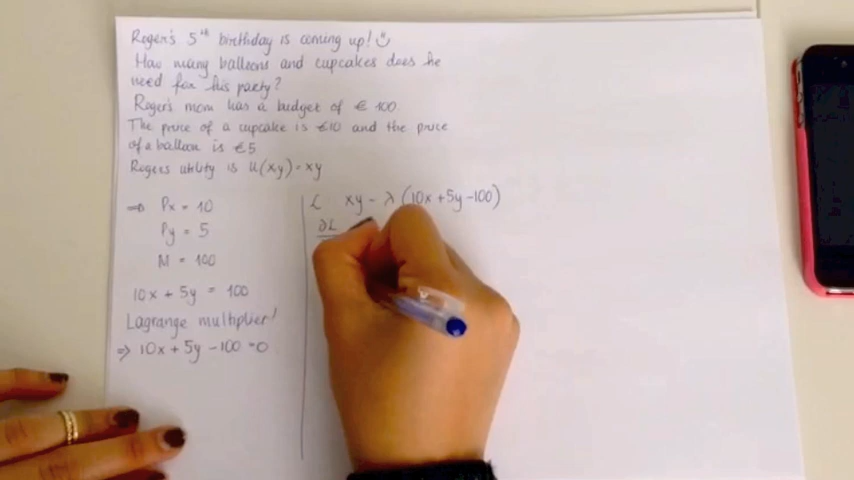 Roger's 5th birthday is coming up! :)
How many balloons and cupcakes does he
need for his party?
Roger's mom has a budget of € 100.
The price of a cupcake is €10 and the price
of a balloon is €5
Rogers utility is U(xy) = xy
=> Px = 10
Py = 5
M = 100
10x + 5y = 100
Lagrange multiplier!
=> 10x + 5y - 100 = 0
L xy - λ (10x + 5y - 100)
∂L